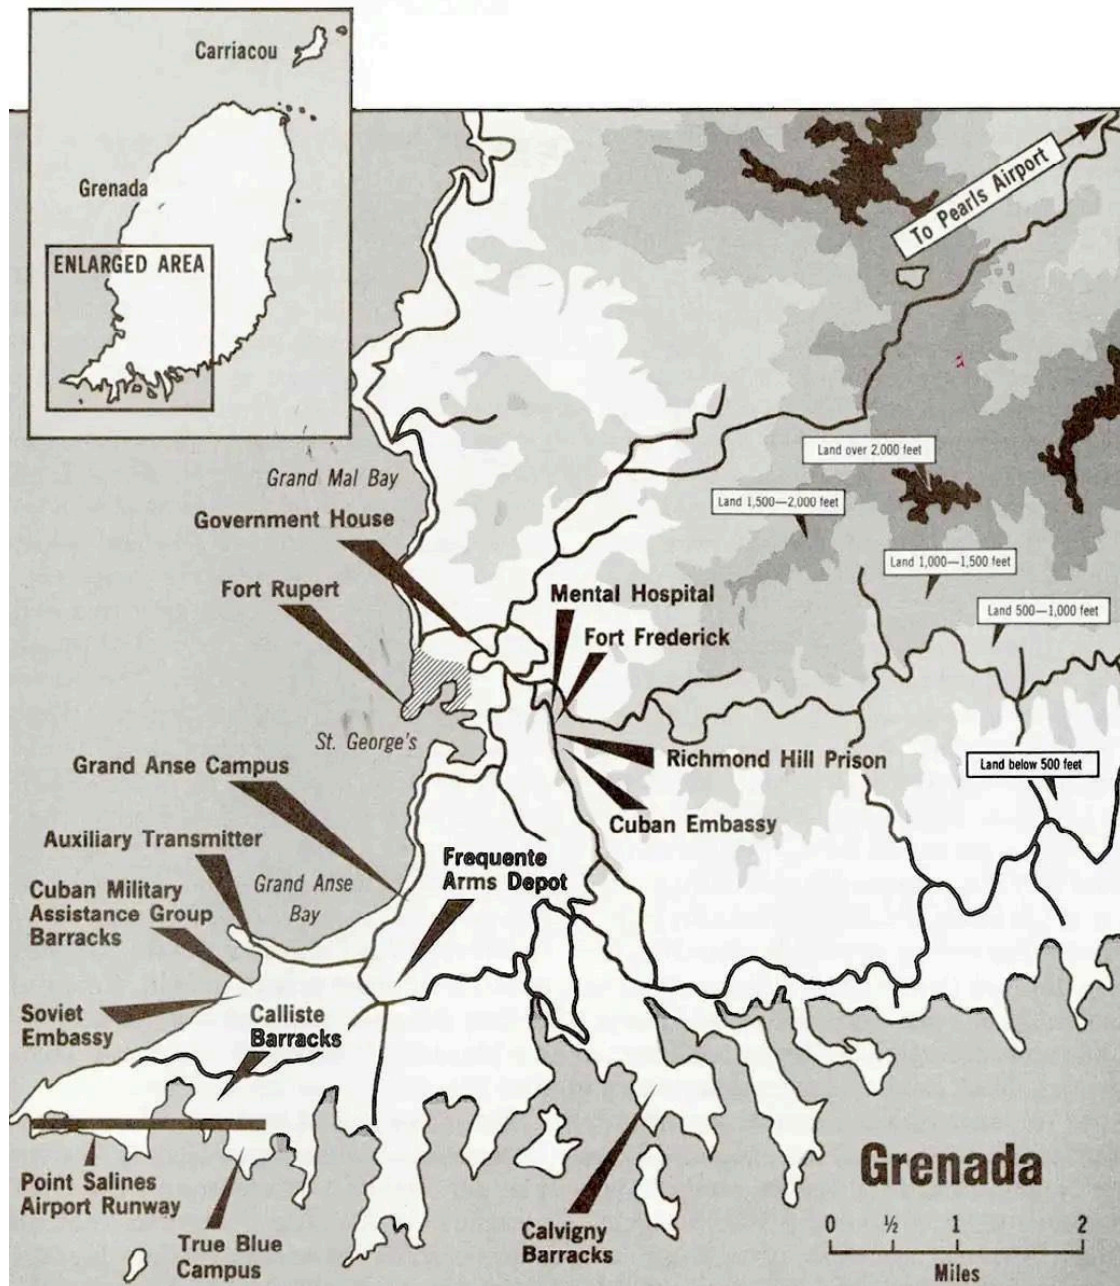 Carriacou
Grenada
ENLARGED AREA
To Pearls Airport
Land over 2,000 feet
Grand Mal Bay
Land 1,500—2,000 feet
Government House
Land 1,000—1,500 feet
Fort Rupert
Mental Hospital
Land 500—1,000 feet
Fort Frederick
St. George's
Grand Anse Campus
Richmond Hill Prison
Land below 500 feet
Auxiliary Transmitter
Cuban Embassy
Frequente
Arms Depot
Cuban Military
Assistance Group
Barracks
Grand Anse
Bay
Soviet
Embassy
Calliste
Barracks
Point Salines
Airport Runway
True Blue
Campus
Calvigny
Barracks
Grenada
0 ½ 1 2
Miles